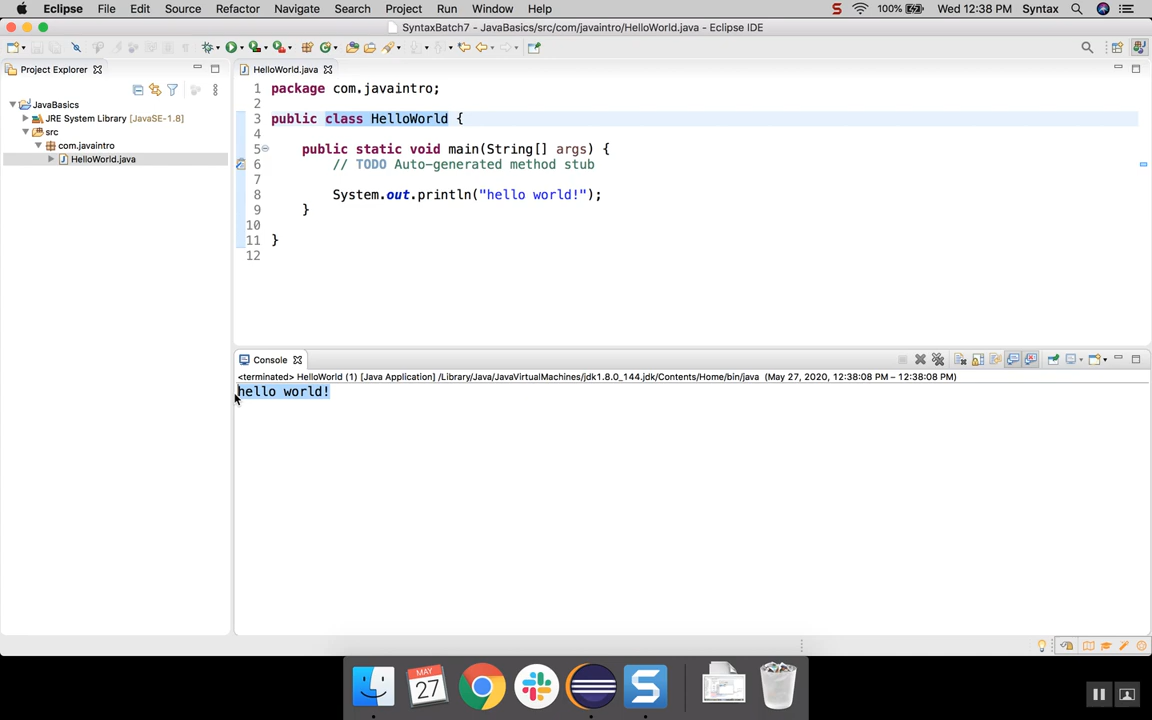 Eclipse File Edit Source Refactor Navigate Search Project Run Window Help S 100% Wed 12:38 PM Syntax
SyntaxBatch7 - JavaBasics/src/com/javaintro/HelloWorld.java - Eclipse IDE
Project Explorer
JavaBasics
JRE System Library [JavaSE-1.8]
src
com.javaintro
HelloWorld.java
HelloWorld.java
1 package com.javaintro;
2
3 public class HelloWorld {
4
5 public static void main(String[] args) {
6 // TODO Auto-generated method stub
7
8 System.out.println("hello world!");
9 }
10
11 }
12
Console
<terminated> HelloWorld (1) [Java Application] /Library/Java/JavaVirtualMachines/jdk1.8.0_144.jdk/Contents/Home/bin/java (May 27, 2020, 12:38:08 PM – 12:38:08 PM)
hello world!
MAY
27
S